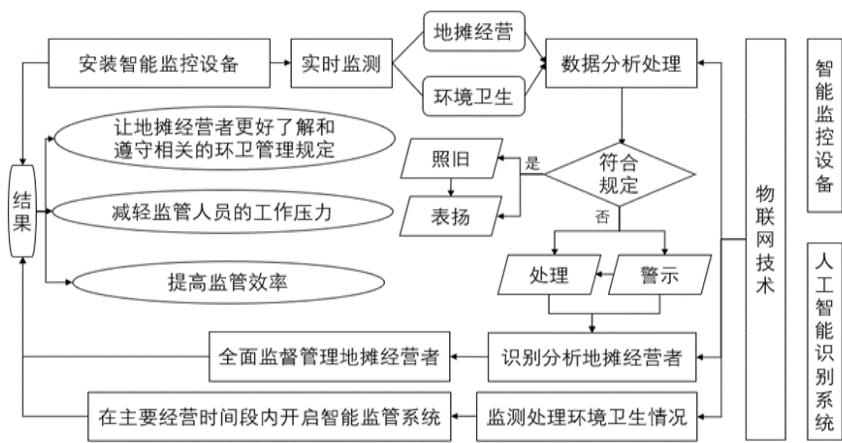 安装智能监控设备
实时监测
地摊经营
环境卫生
数据分析处理
让地摊经营者更好了解和
遵守相关的环卫管理规定
减轻监管人员的工作压力
提高监管效率
结果
照旧
表扬
是
符合
规定
否
处理
警示
全面监督管理地摊经营者
识别分析地摊经营者
在主要经营时间段内开启智能监管系统
监测处理环境卫生情况
物联网技术
智能监控设备
人工智能识别系统